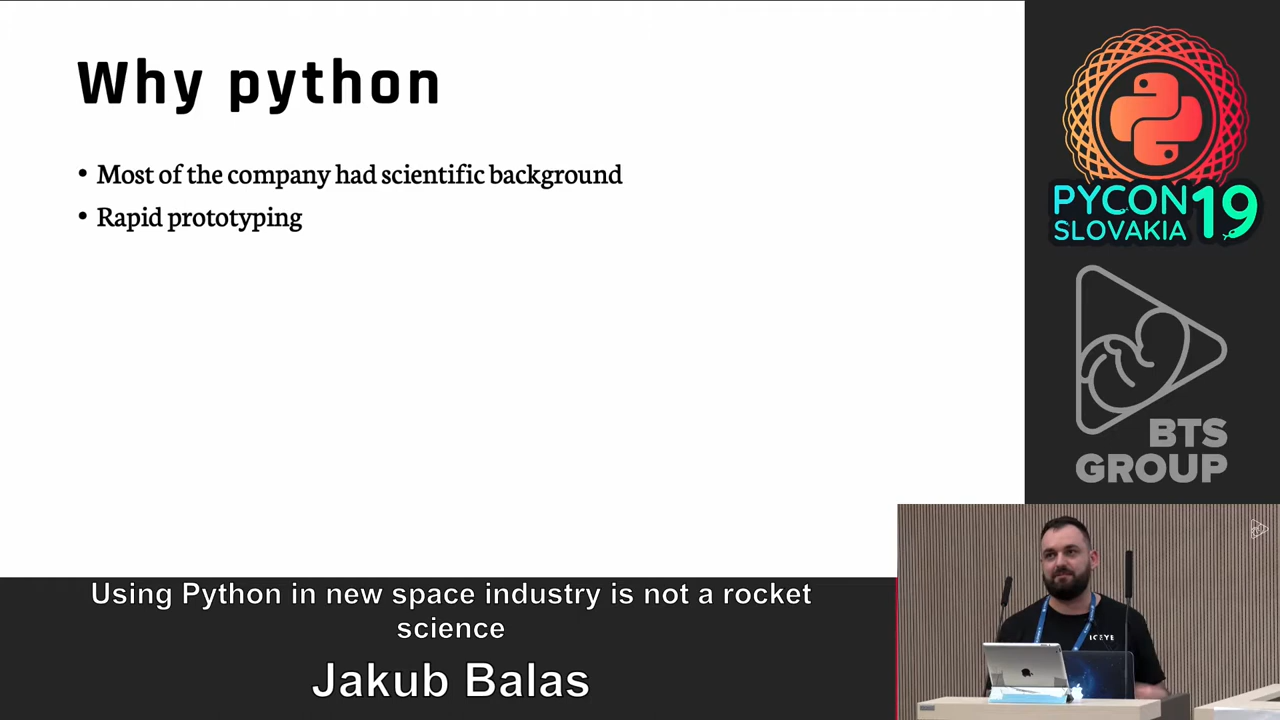 Why python
• Most of the company had scientific background
• Rapid prototyping
PYCON 19
SLOVAKIA
BTS
GROUP
ICEYE
Using Python in new space industry is not a rocket
science
Jakub Balas